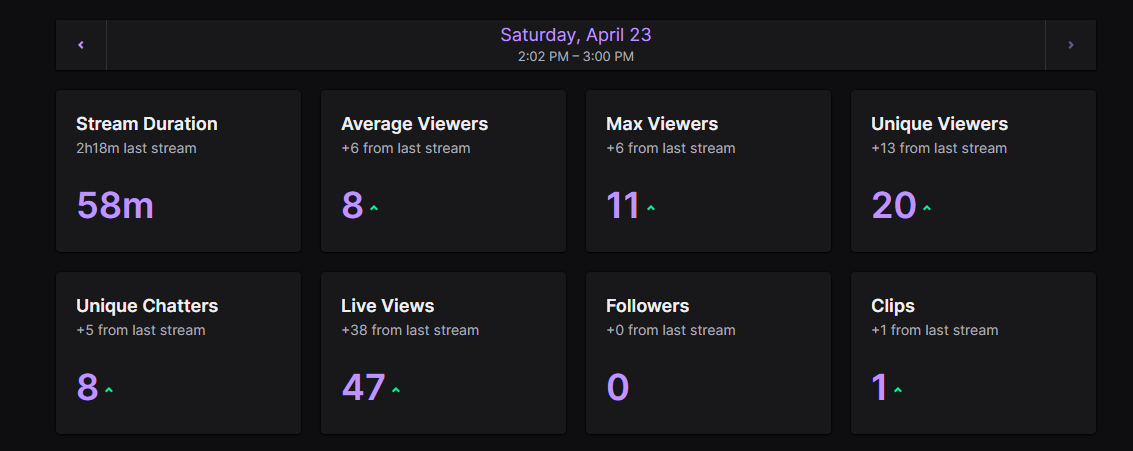 Saturday, April 23
2:02 PM – 3:00 PM
Stream Duration
2h18m last stream
58m
Average Viewers
+6 from last stream
8
Max Viewers
+6 from last stream
11
Unique Viewers
+13 from last stream
20
Unique Chatters
+5 from last stream
8
Live Views
+38 from last stream
47
Followers
+0 from last stream
0
Clips
+1 from last stream
1